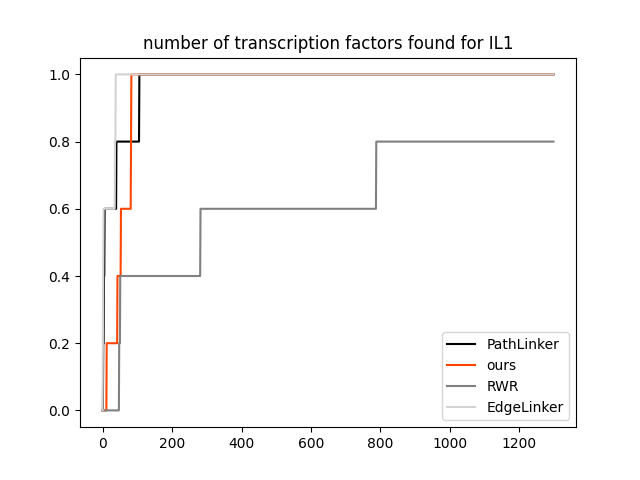 number of transcription factors found for IL1
1.0
0.8
0.6
0.4
0.2
0.0
0 200 400 600 800 1000 1200
PathLinker
ours
RWR
EdgeLinker